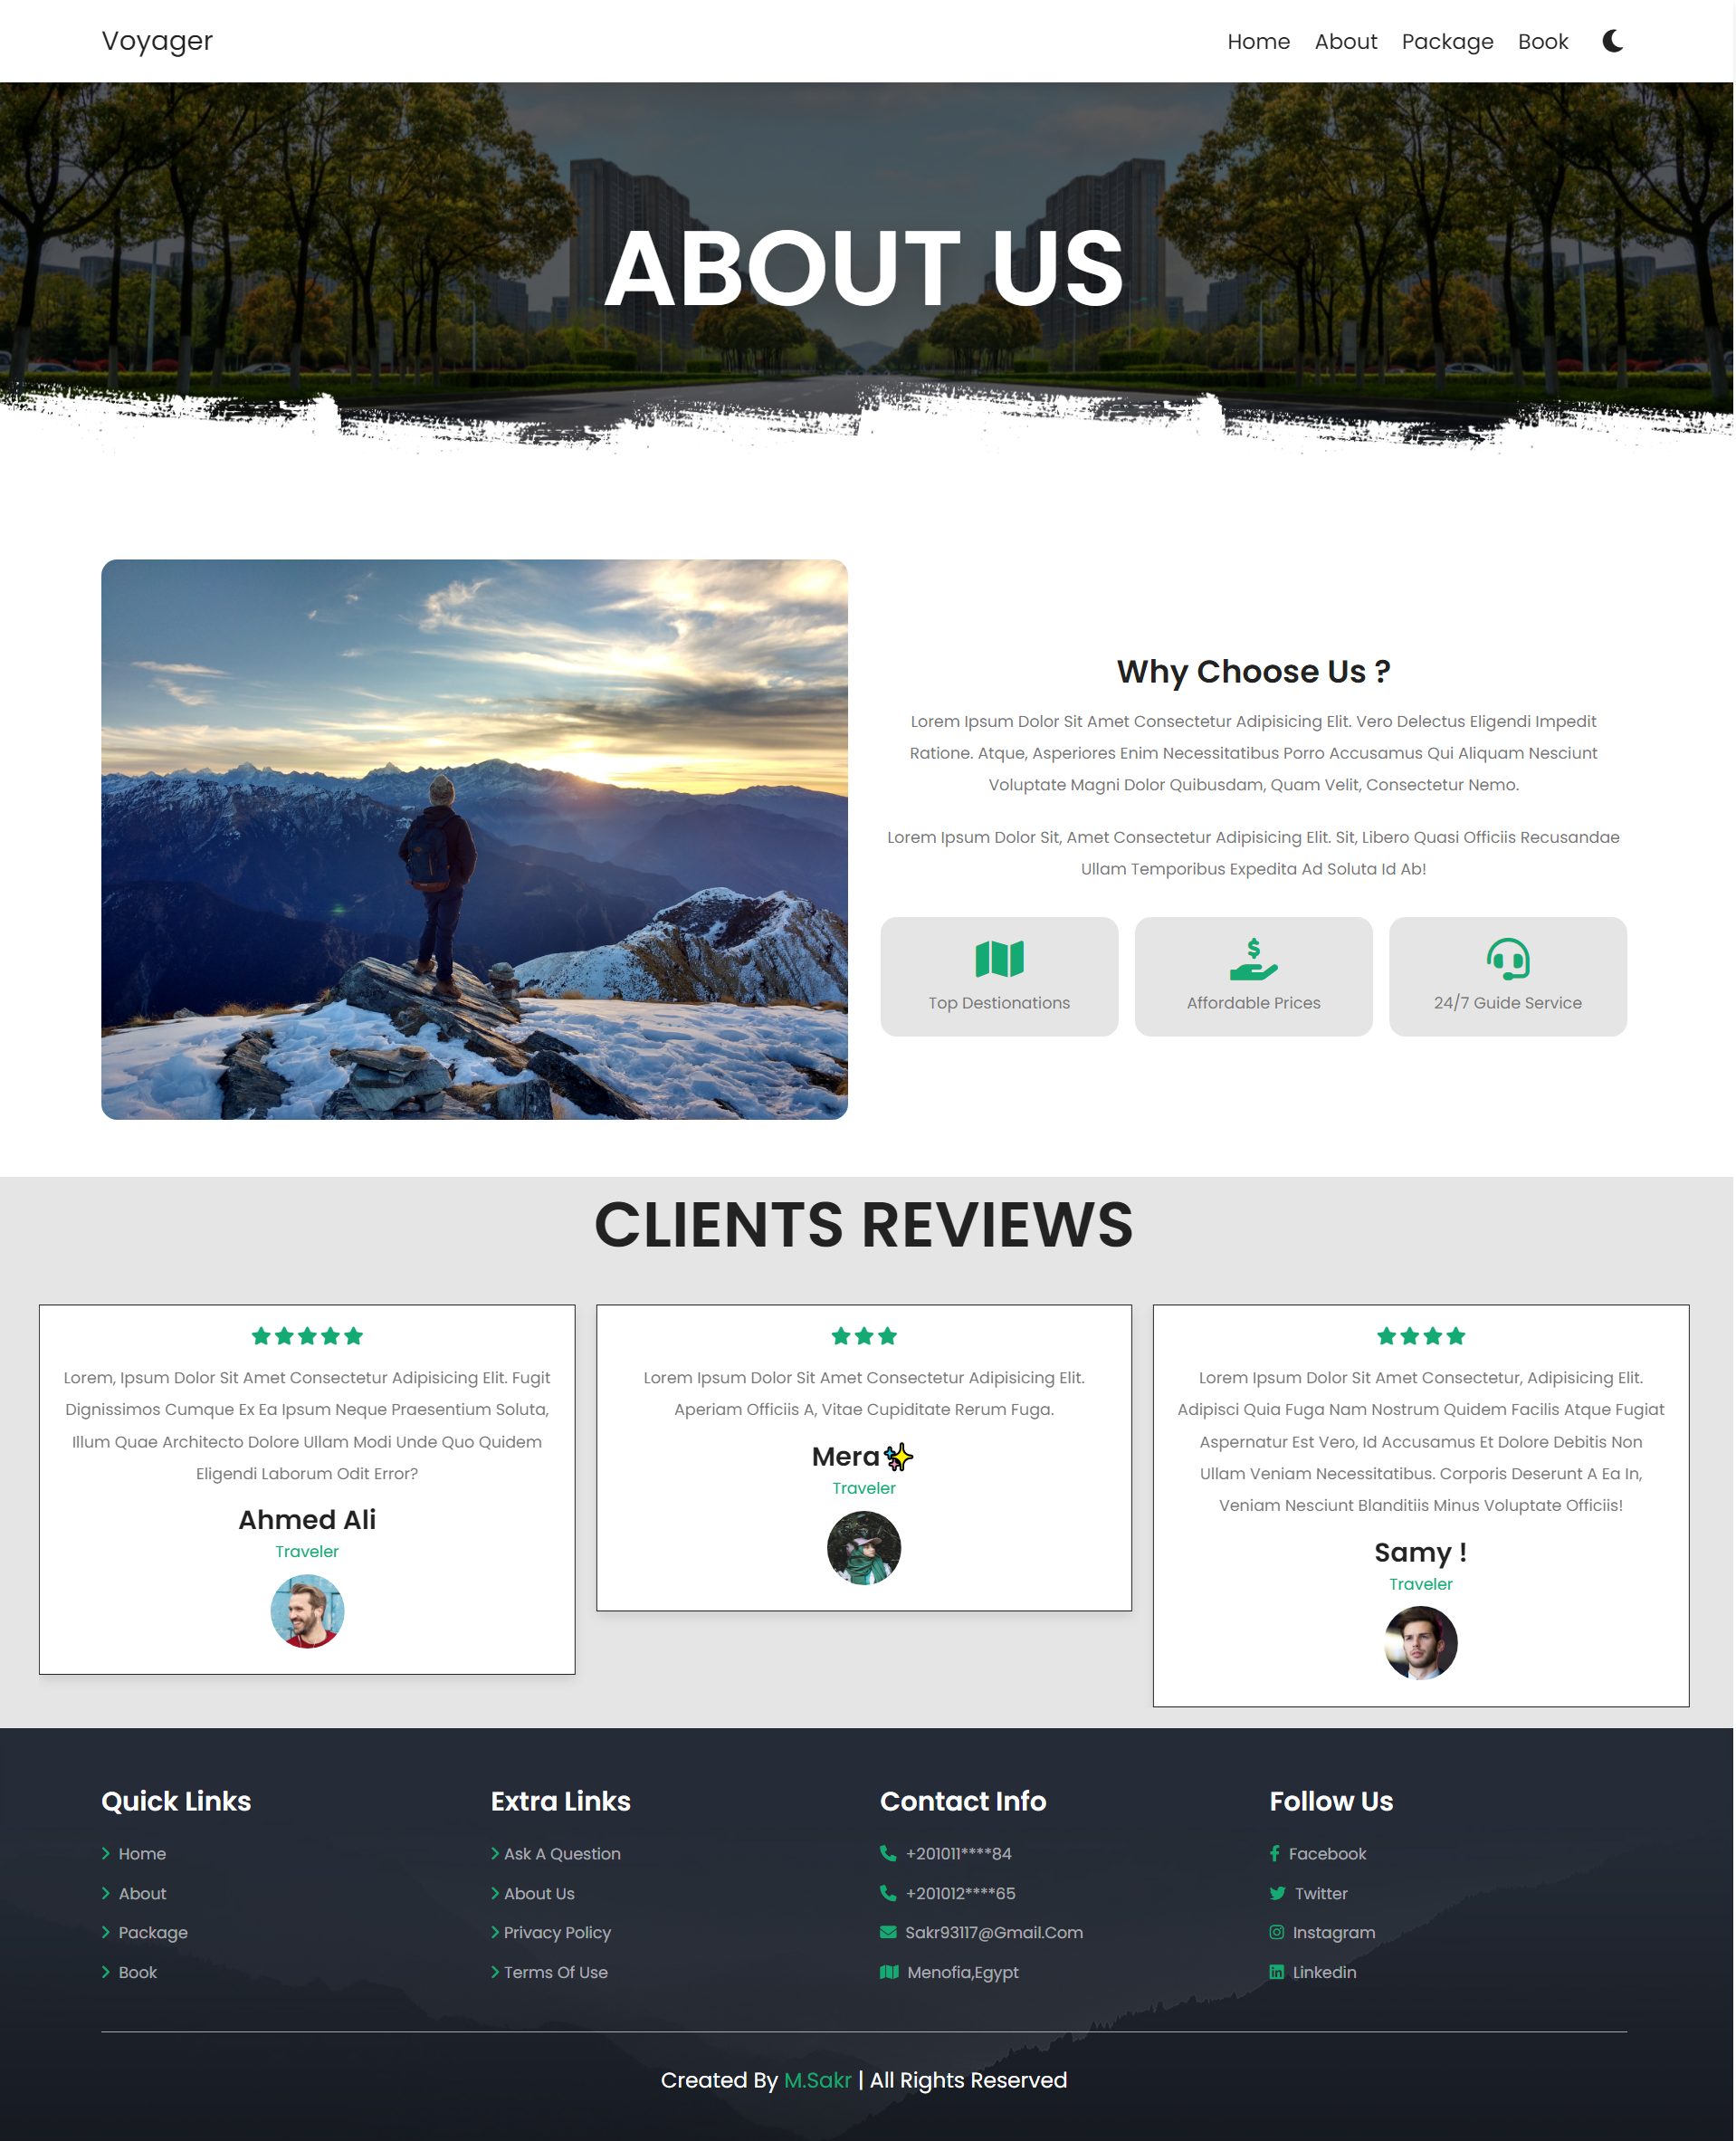 Voyager
Home About Package Book
ABOUT US
Why Choose Us ?
Lorem Ipsum Dolor Sit Amet Consectetur Adipisicing Elit. Vero Delectus Eligendi Impedit
Ratione. Atque, Asperiores Enim Necessitatibus Porro Accusamus Qui Aliquam Nesciunt
Voluptate Magni Dolor Quibusdam, Quam Velit, Consectetur Nemo.
Lorem Ipsum Dolor Sit, Amet Consectetur Adipisicing Elit. Sit, Libero Quasi Officiis Recusandae
Ullam Temporibus Expedita Ad Soluta Id Ab!
Top Destionations
Affordable Prices
24/7 Guide Service
CLIENTS REVIEWS
Lorem, Ipsum Dolor Sit Amet Consectetur Adipisicing Elit. Fugit
Dignissimos Cumque Ex Ea Ipsum Neque Praesentium Soluta,
Illum Quae Architecto Dolore Ullam Modi Unde Quo Quidem
Eligendi Laborum Odit Error?
Ahmed Ali
Traveler
Lorem Ipsum Dolor Sit Amet Consectetur Adipisicing Elit.
Aperiam Officiis A, Vitae Cupiditate Rerum Fuga.
Mera✨
Traveler
Lorem Ipsum Dolor Sit Amet Consectetur, Adipisicing Elit.
Adipisci Quia Fuga Nam Nostrum Quidem Facilis Atque Fugiat
Aspernatur Est Vero, Id Accusamus Et Dolore Debitis Non
Ullam Veniam Necessitatibus. Corporis Deserunt A Ea In,
Veniam Nesciunt Blanditiis Minus Voluptate Officiis!
Samy !
Traveler
Quick Links
Home
About
Package
Book
Extra Links
Ask A Question
About Us
Privacy Policy
Terms Of Use
Contact Info
+201011****84
+201012****65
Sakr93117@Gmail.Com
Menofia,Egypt
Follow Us
Facebook
Twitter
Instagram
Linkedin
Created By M.Sakr | All Rights Reserved